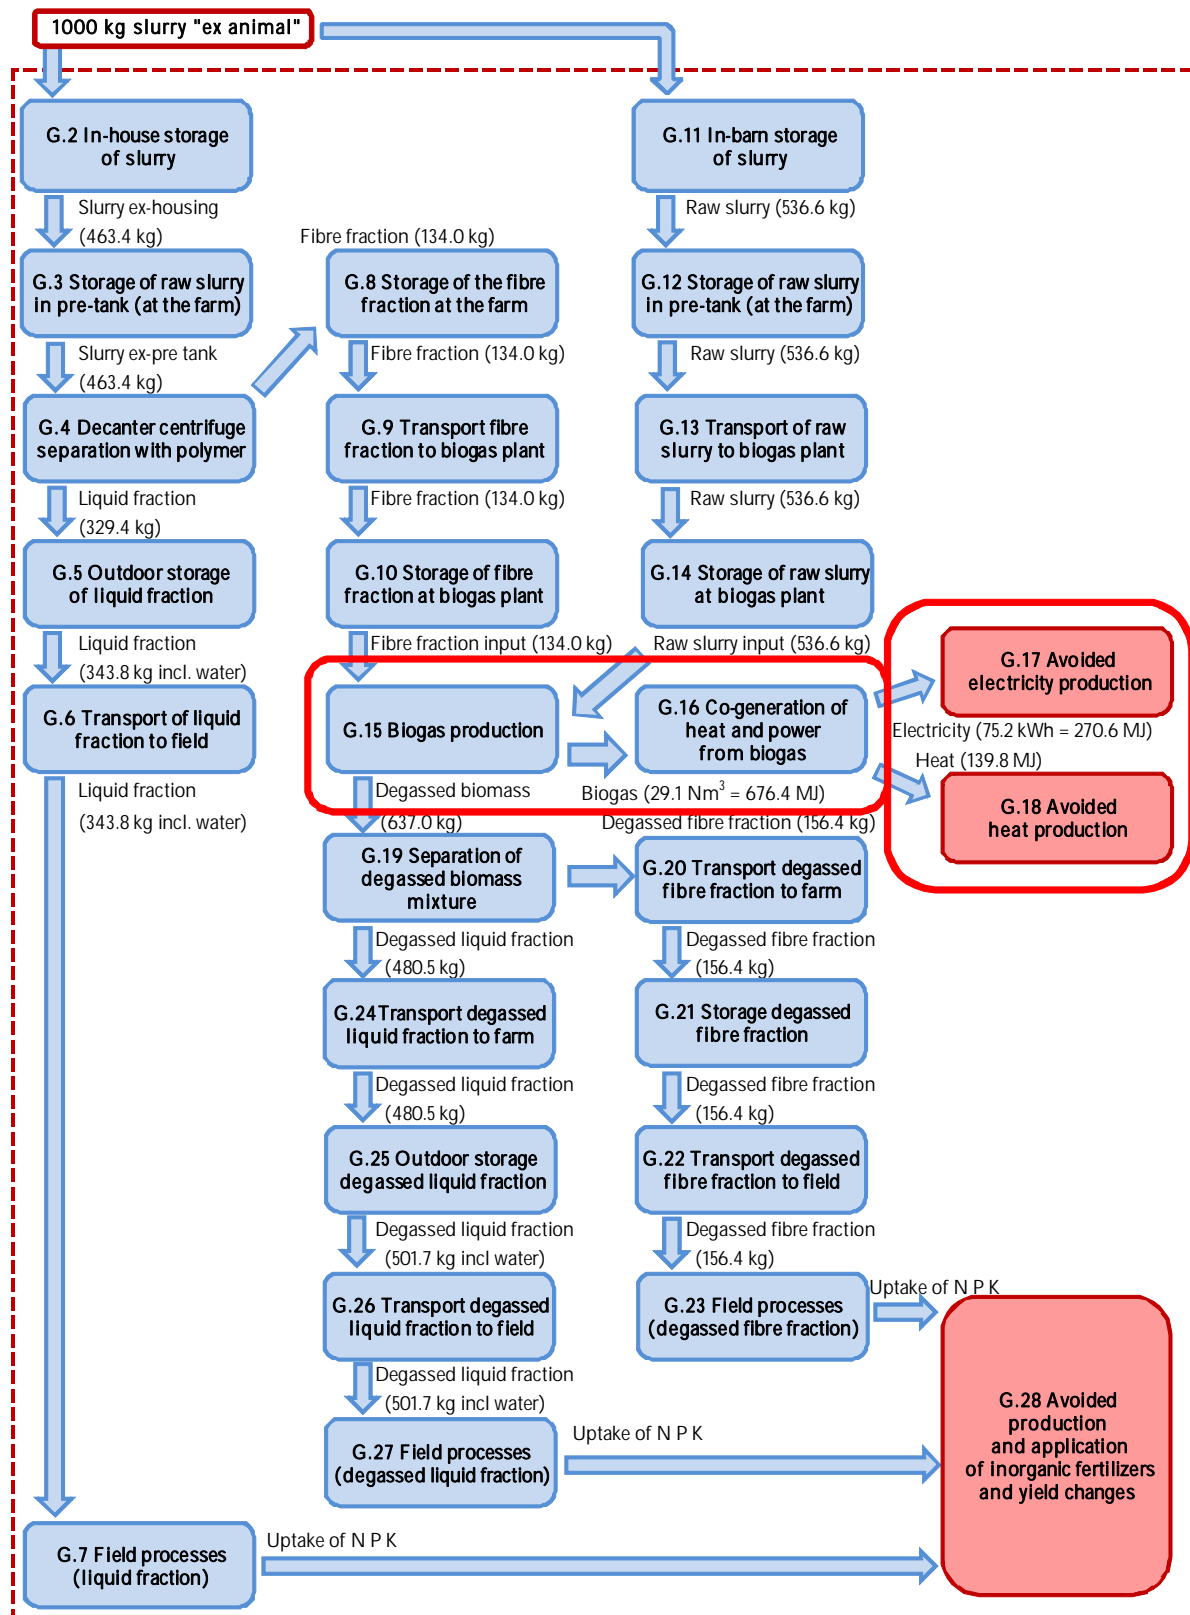 1000 kg slurry "ex animal"
G.2 In-house storage
of slurry
Slurry ex-housing
(463.4 kg)
G.3 Storage of raw slurry
in pre-tank (at the farm)
Slurry ex-pre tank
(463.4 kg)
G.4 Decanter centrifuge
separation with polymer
Liquid fraction
(329.4 kg)
G.5 Outdoor storage
of liquid fraction
Liquid fraction
(343.8 kg incl. water)
G.6 Transport of liquid
fraction to field
Liquid fraction
(343.8 kg incl. water)
G.7 Field processes
(liquid fraction)
Uptake of N P K
Fibre fraction (134.0 kg)
G.8 Storage of the fibre
fraction at the farm
Fibre fraction (134.0 kg)
G.9 Transport fibre
fraction to biogas plant
Fibre fraction (134.0 kg)
G.10 Storage of fibre
fraction at biogas plant
Fibre fraction input (134.0 kg)
G.11 In-barn storage
of slurry
Raw slurry (536.6 kg)
G.12 Storage of raw slurry
in pre-tank (at the farm)
Raw slurry (536.6 kg)
G.13 Transport of raw
slurry to biogas plant
Raw slurry (536.6 kg)
G.14 Storage of raw slurry
at biogas plant
Raw slurry input (536.6 kg)
G.15 Biogas production
Biogas (29.1 Nm³ = 676.4 MJ)
G.16 Co-generation of
heat and power
from biogas
G.17 Avoided
electricity production
Electricity (75.2 kWh = 270.6 MJ)
Heat (139.8 MJ)
G.18 Avoided
heat production
Degassed biomass
(637.0 kg)
G.19 Separation of
degassed biomass
mixture
Degassed fibre fraction (156.4 kg)
G.20 Transport degassed
fibre fraction to farm
Degassed fibre fraction
(156.4 kg)
G.21 Storage degassed
fibre fraction
Degassed fibre fraction
(156.4 kg)
G.22 Transport degassed
fibre fraction to field
Degassed fibre fraction
(156.4 kg)
G.23 Field processes
(degassed fibre fraction)
Uptake of N P K
Degassed liquid fraction
(480.5 kg)
G.24 Transport degassed
liquid fraction to farm
Degassed liquid fraction
(480.5 kg)
G.25 Outdoor storage
degassed liquid fraction
Degassed liquid fraction
(501.7 kg incl water)
G.26 Transport degassed
liquid fraction to field
Degassed liquid fraction
(501.7 kg incl water)
G.27 Field processes
(degassed liquid fraction)
Uptake of N P K
G.28 Avoided
production
and application
of inorganic fertilizers
and yield changes